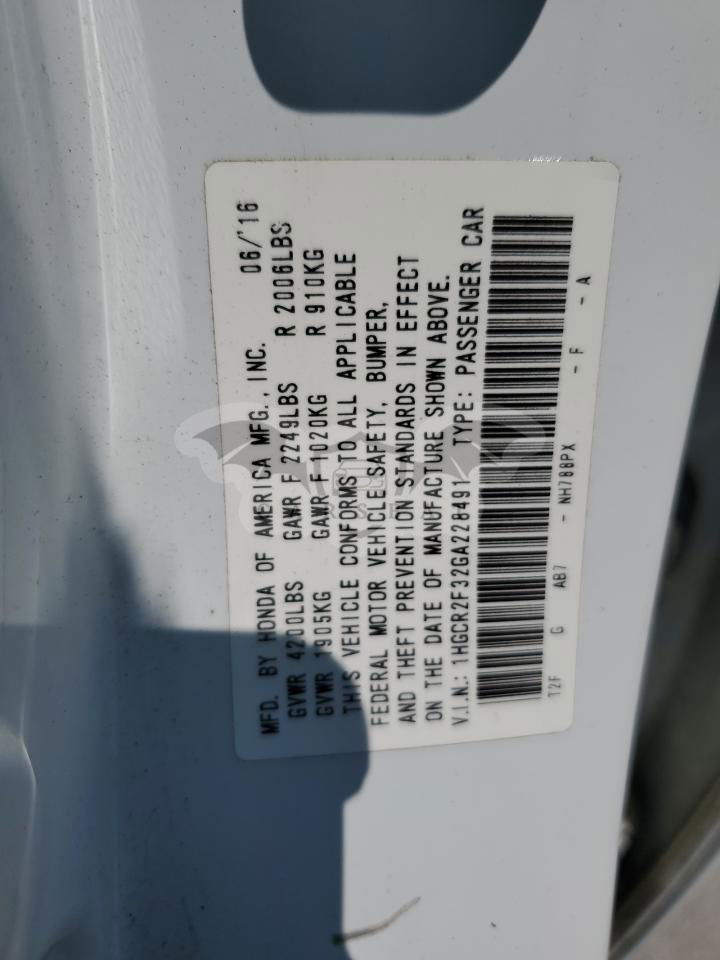 MFD. BY HONDA OF AMERICA MFG., INC. 06/'16
GVWR 4200LBS GAWR F 2249LBS R 2006LBS
GVWR 1905KG GAWR F 1020KG R 910KG
THIS VEHICLE CONFORMS TO ALL APPLICABLE
FEDERAL MOTOR VEHICLE SAFETY, BUMPER,
AND THEFT PREVENTION STANDARDS IN EFFECT
ON THE DATE OF MANUFACTURE SHOWN ABOVE.
V.I.N.: 1HGCR2F32GA228491 TYPE: PASSENGER CAR
T2F G AB7 - NH788PX - F - A